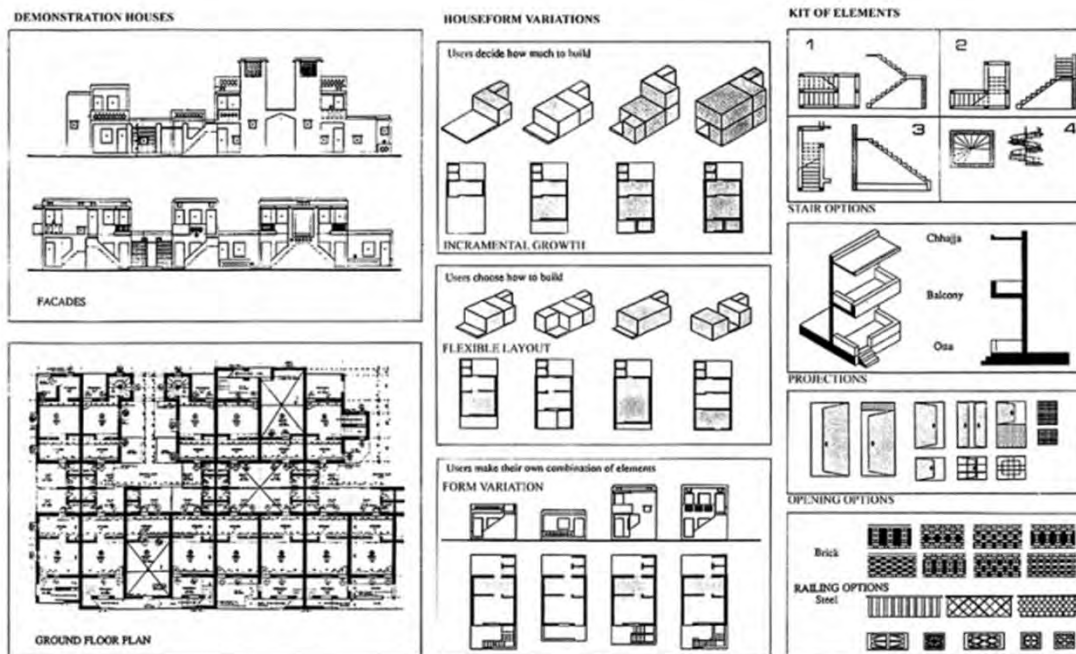 DEMONSTRATION HOUSES
FACADES
GROUND FLOOR PLAN
HOUSEFORM VARIATIONS
Users decide how much to build
INCRAMENTAL GROWTH
Users choose how to build
FLEXIBLE LAYOUT
Users make their own combination of elements
FORM VARIATION
KIT OF ELEMENTS
1
2
3
4
STAIR OPTIONS
Chhajja
Balcony
Otta
PROJECTIONS
OPENING OPTIONS
Brick
RAILING OPTIONS
Steel